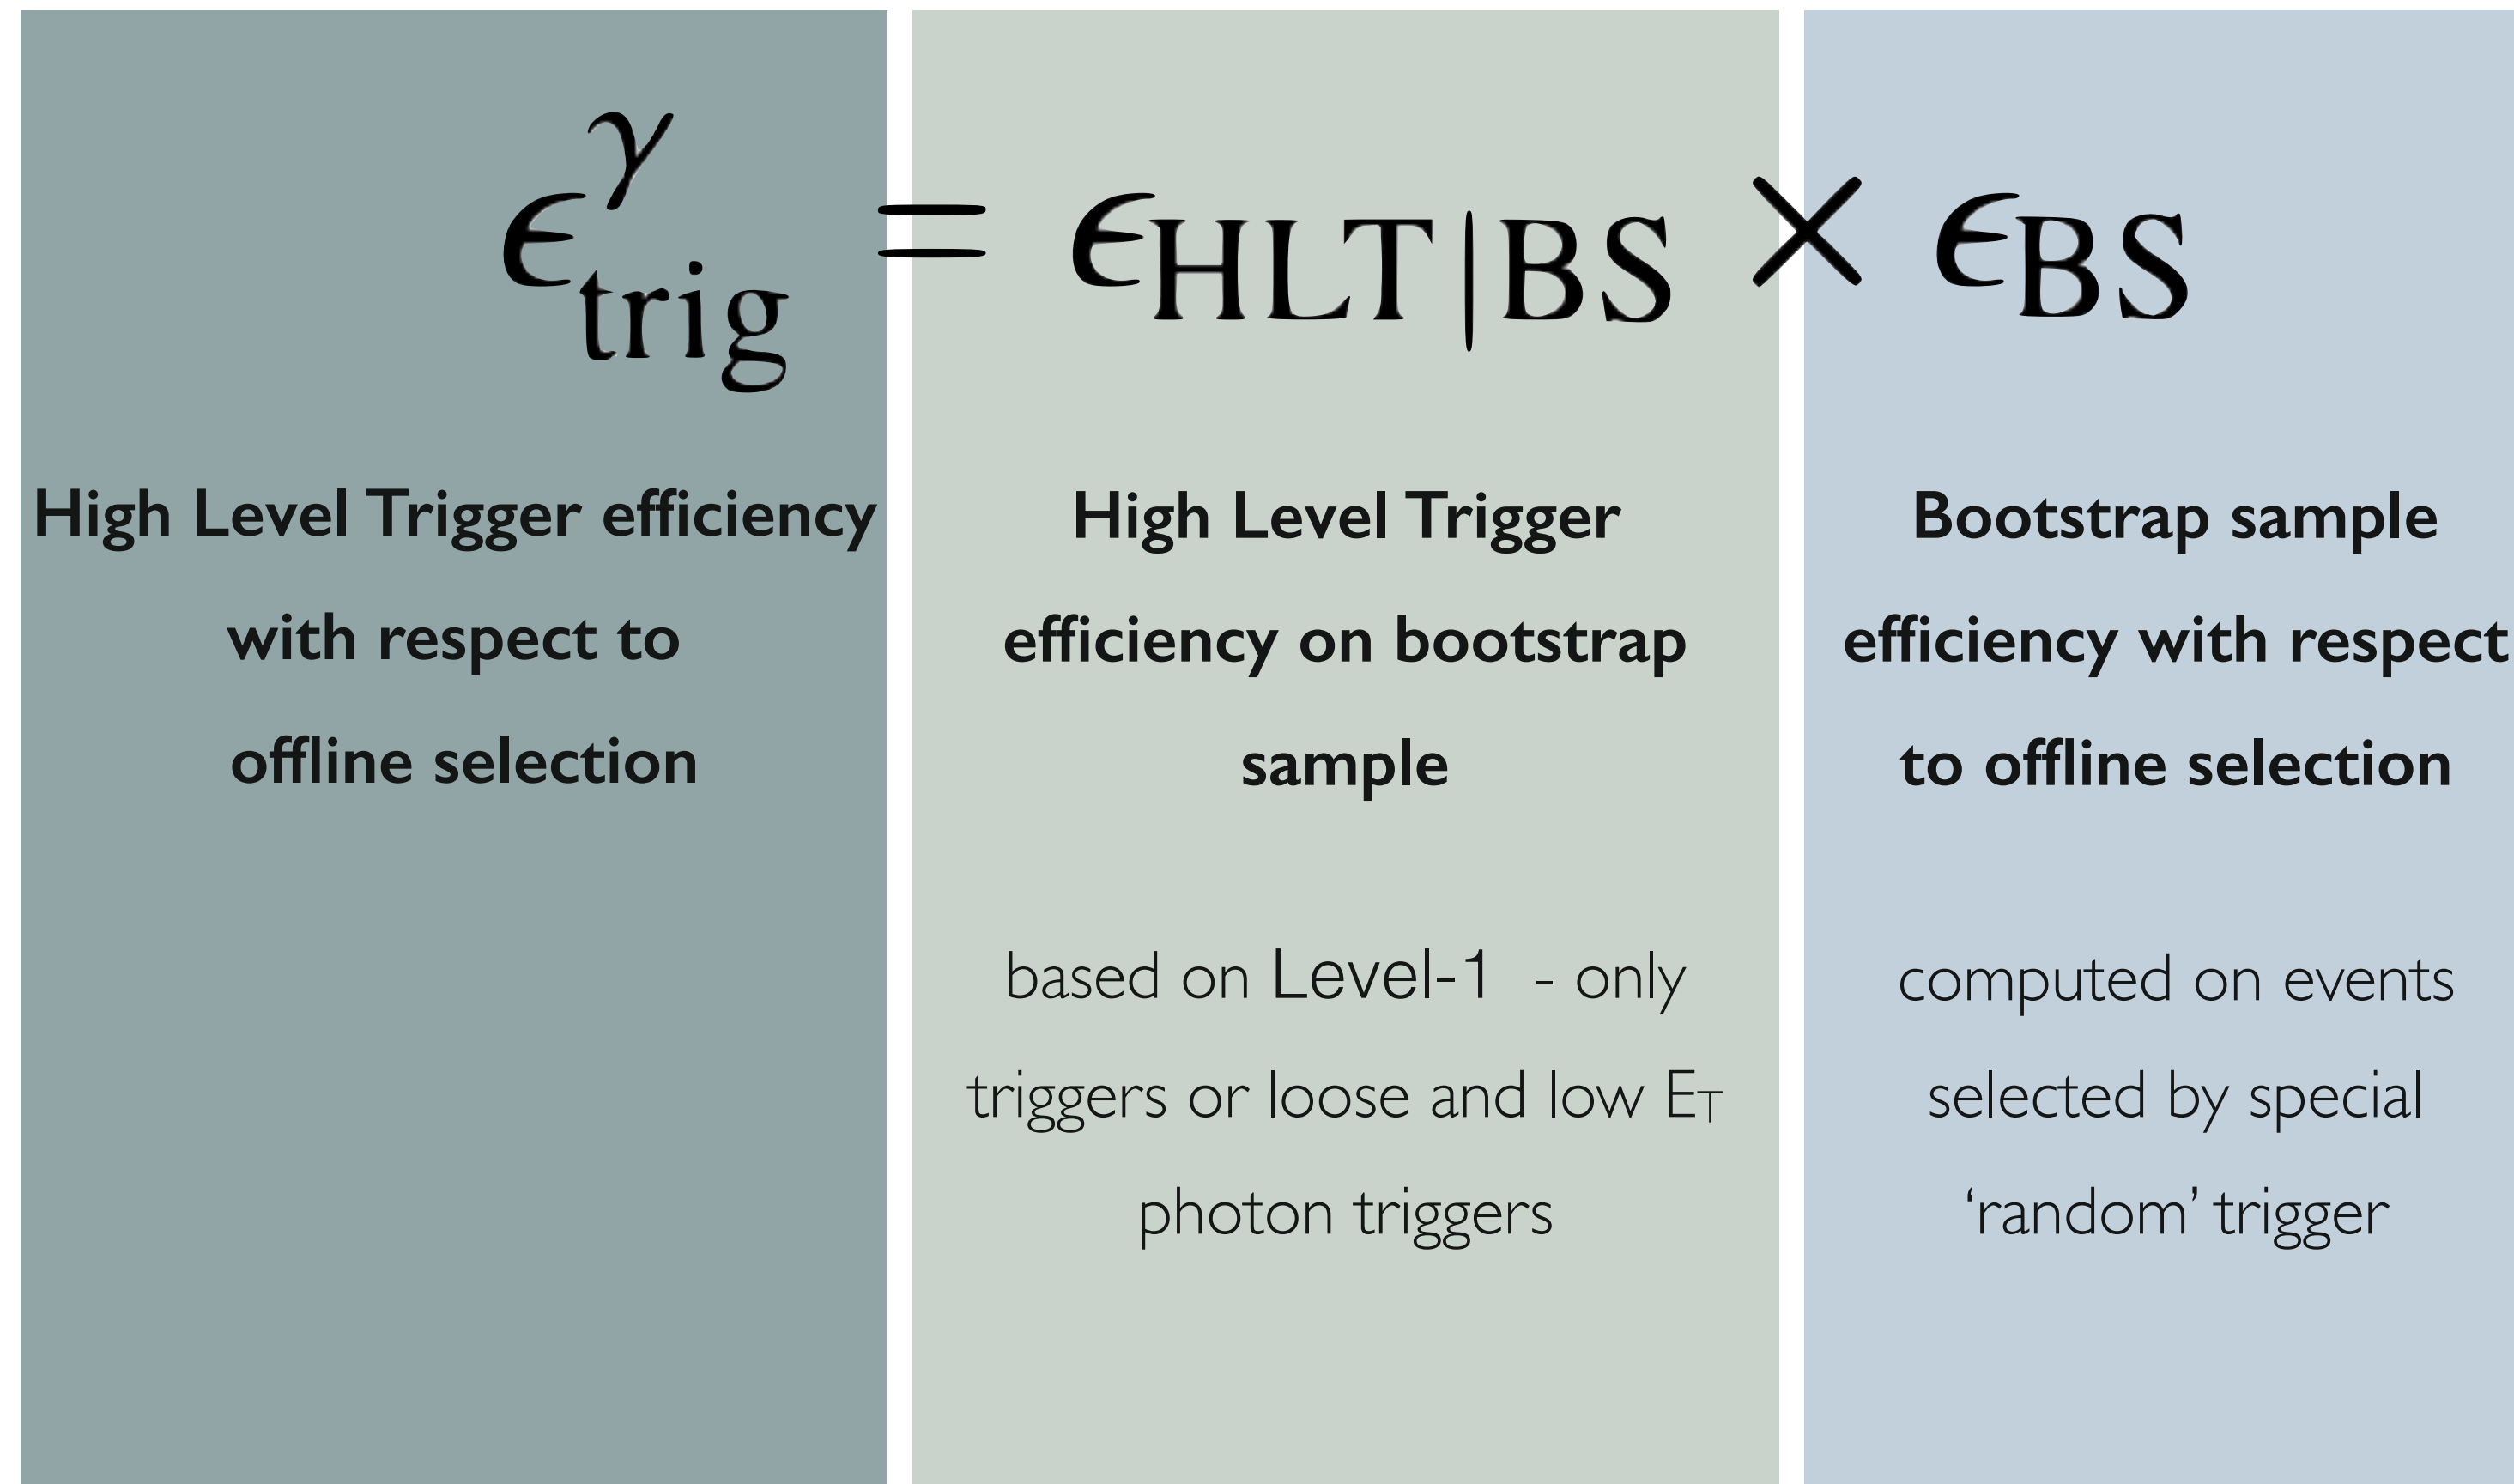 ϵ^γ_trig = ϵ_HLT|BS × ϵ_BS
High Level Trigger efficiency
with respect to
offline selection
High Level Trigger
efficiency on bootstrap
sample
based on Level-1 - only
triggers or loose and low E_T
photon triggers
Bootstrap sample
efficiency with respect
to offline selection
computed on events
selected by special
‘random’ trigger